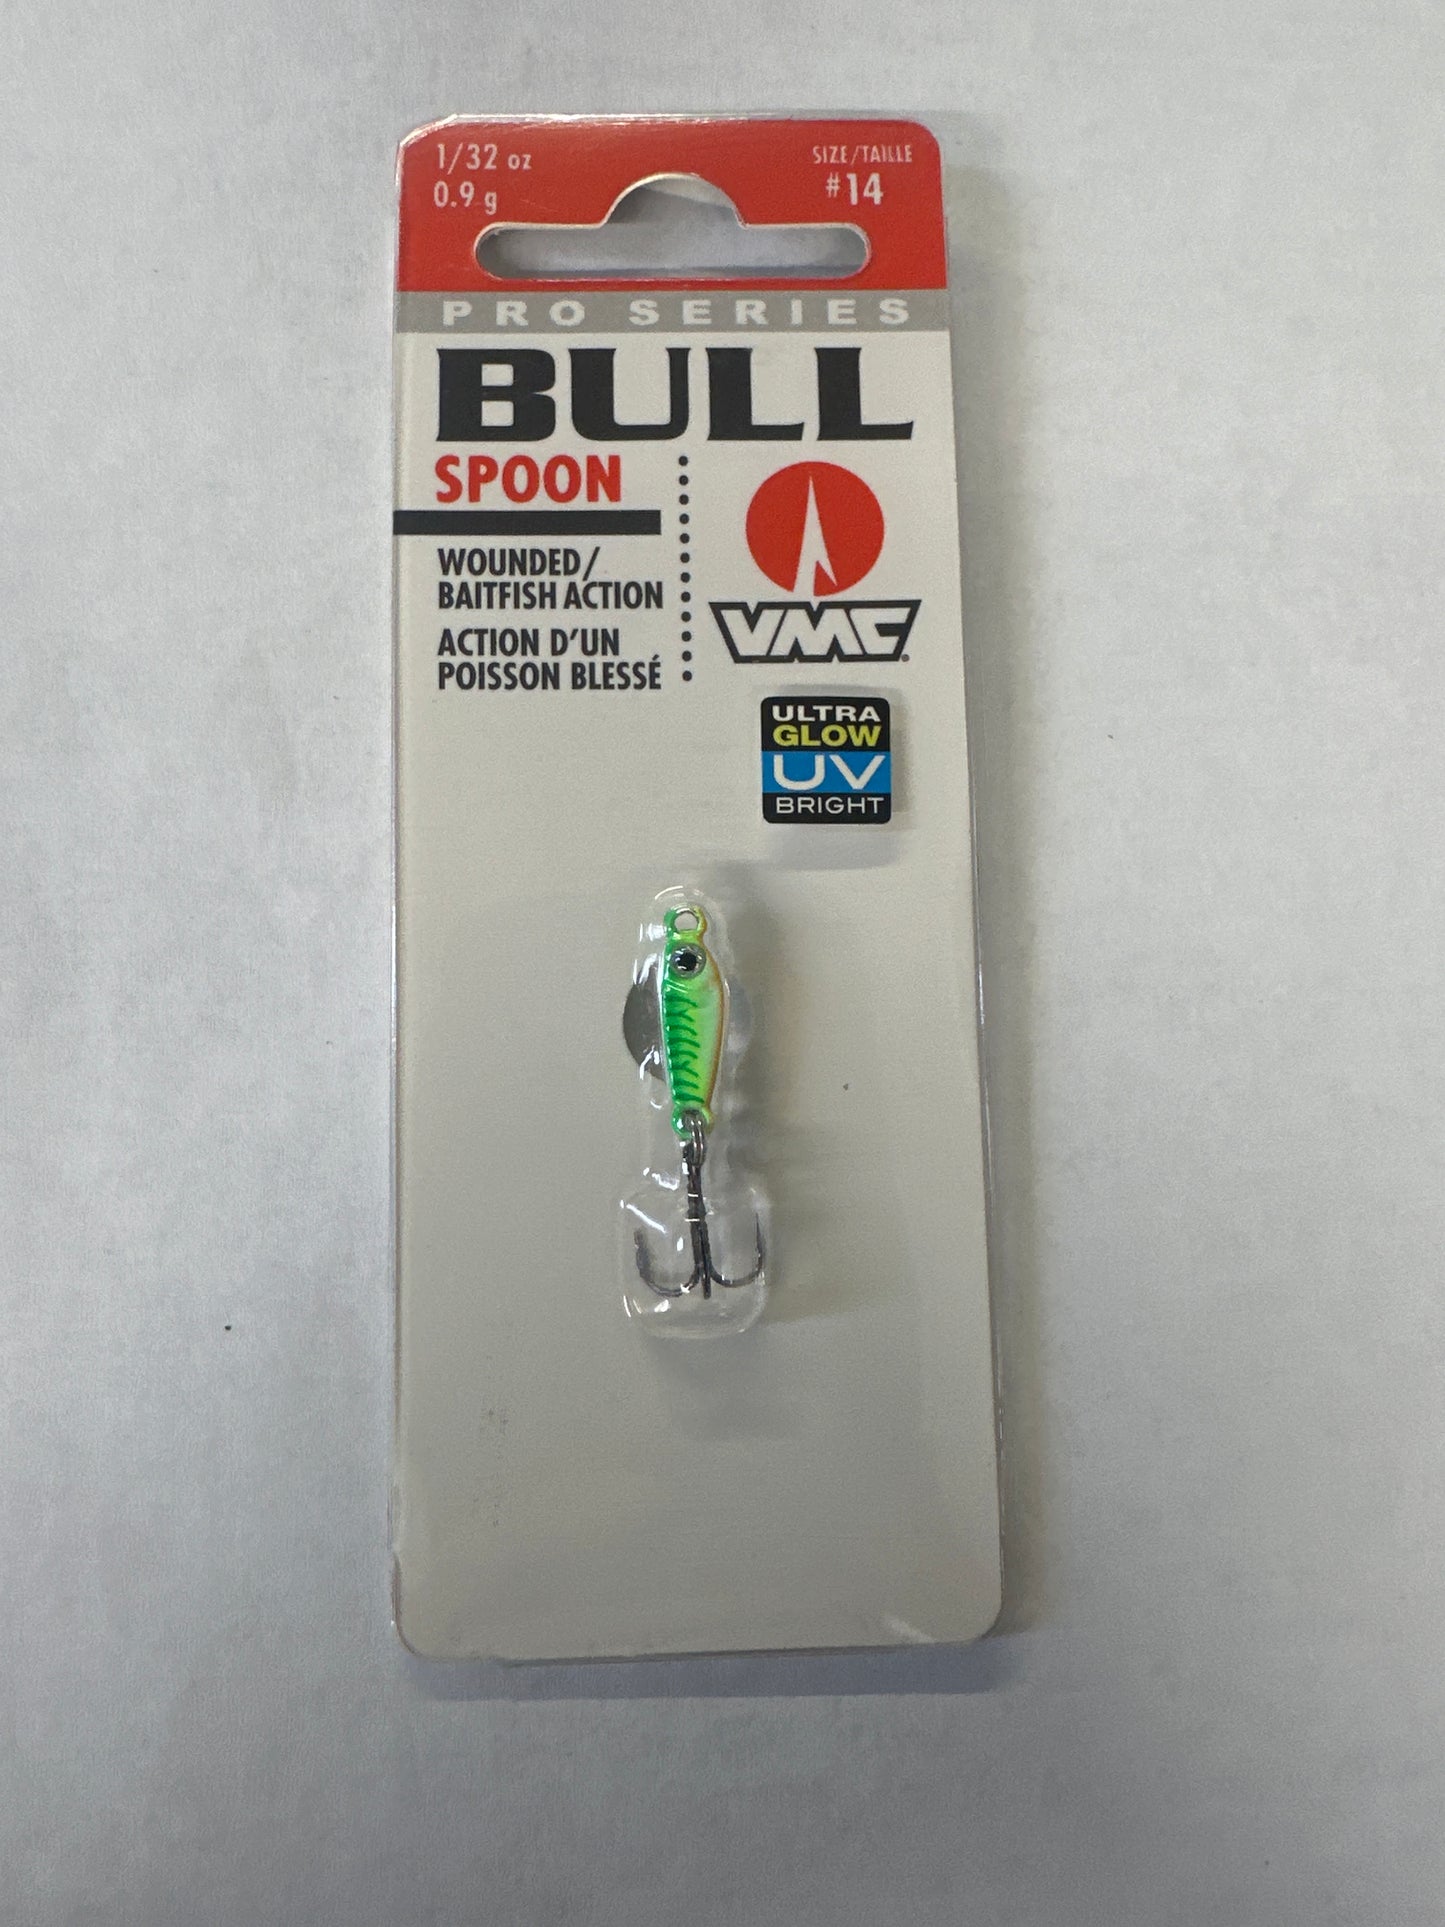 1/32 oz
0.9 g
SIZE/TAILLE
#14
PRO SERIES
BULL
SPOON
WOUNDED/
BAITFISH ACTION
ACTION D'UN
POISSON BLESSÉ
VMC
ULTRA
GLOW
UV
BRIGHT